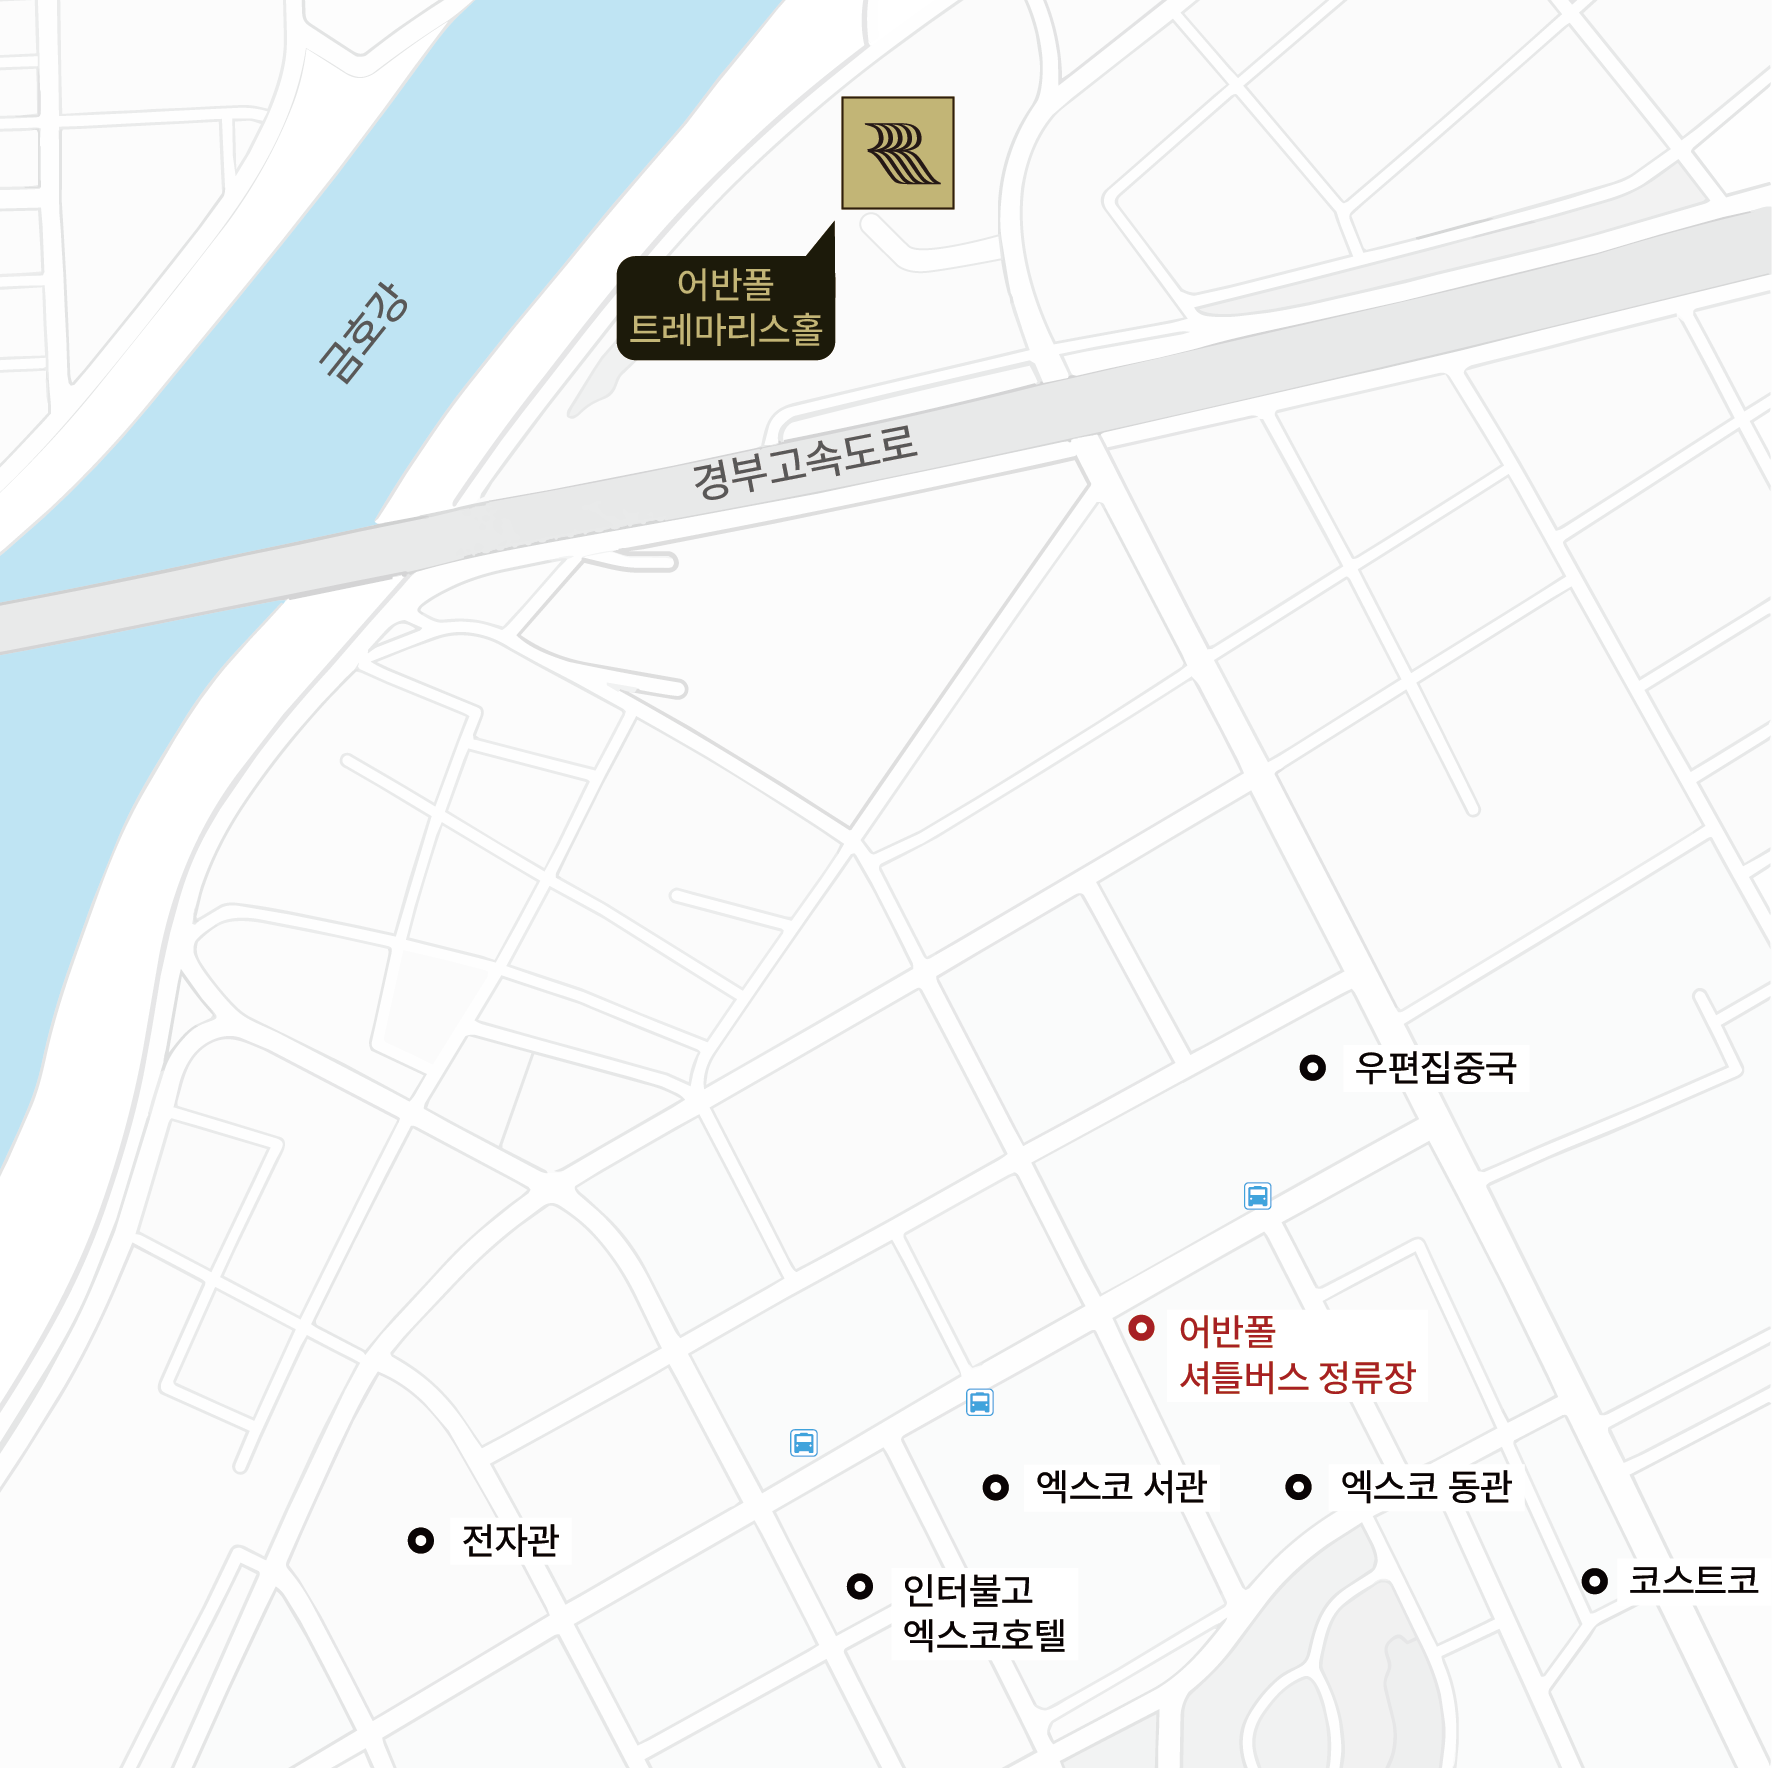 어반폴
트레마리스홀
금호강
경부고속도로
우편집중국
어반폴
셔틀버스 정류장
엑스코 서관
엑스코 동관
전자관
인터불고
엑스코호텔
코스트코